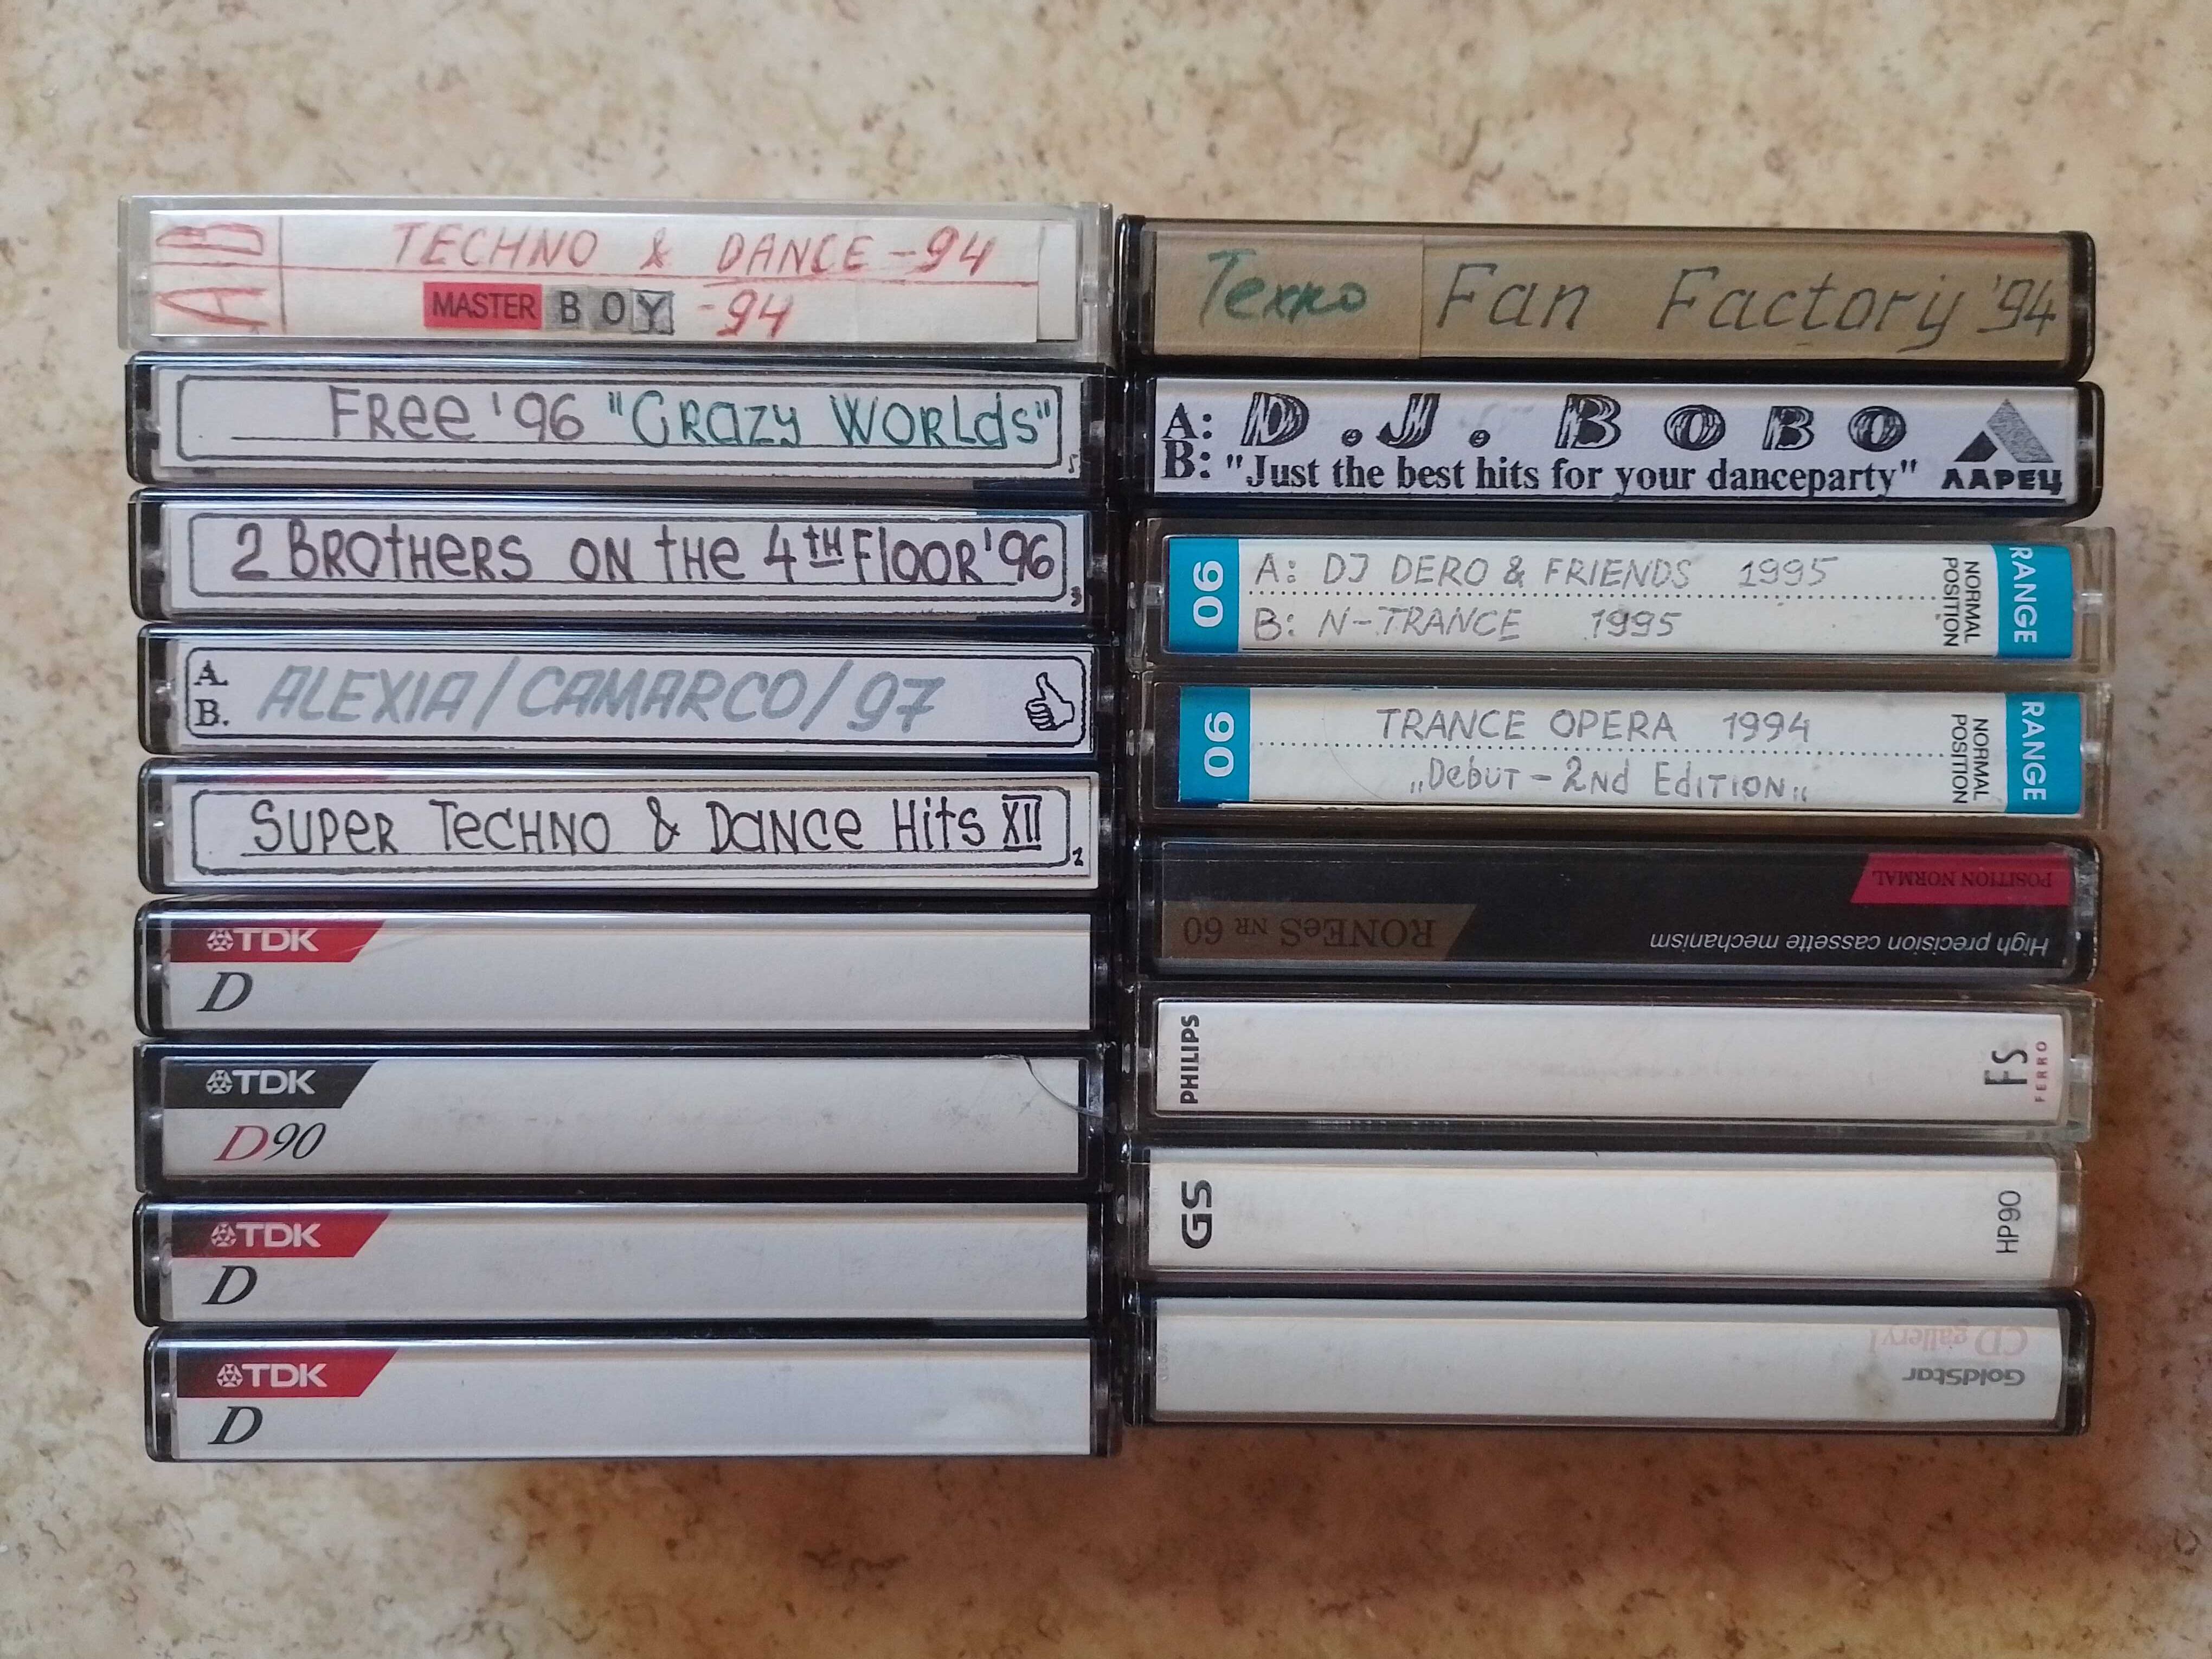 A TECHNO & DANCE -94
B MASTER BOY -94
Free '96 "Crazy Worlds"
5
2 Brothers on the 4th Floor '96
3
A.
B. ALEXIA/CAMARCO/97
Super Techno & Dance Hits XII
2
TDK
D
TDK
D90
TDK
D
TDK
D
Техно Fan Factory '94
A: D.J. BOBO
B: "Just the best hits for your danceparty" ЛАРЕЦ
90 A: DJ DERO & FRIENDS 1995
B: N-TRANCE 1995
NORMAL POSITION
RANGE
90 TRANCE OPERA 1994
„Debut - 2nd Edition„
NORMAL POSITION
RANGE
POSITION NORMAL
RONEeS NR 60
High precision cassette mechanism
PHILIPS
FS
FERRO
GS
HP90
GoldStar
CD gallery 1